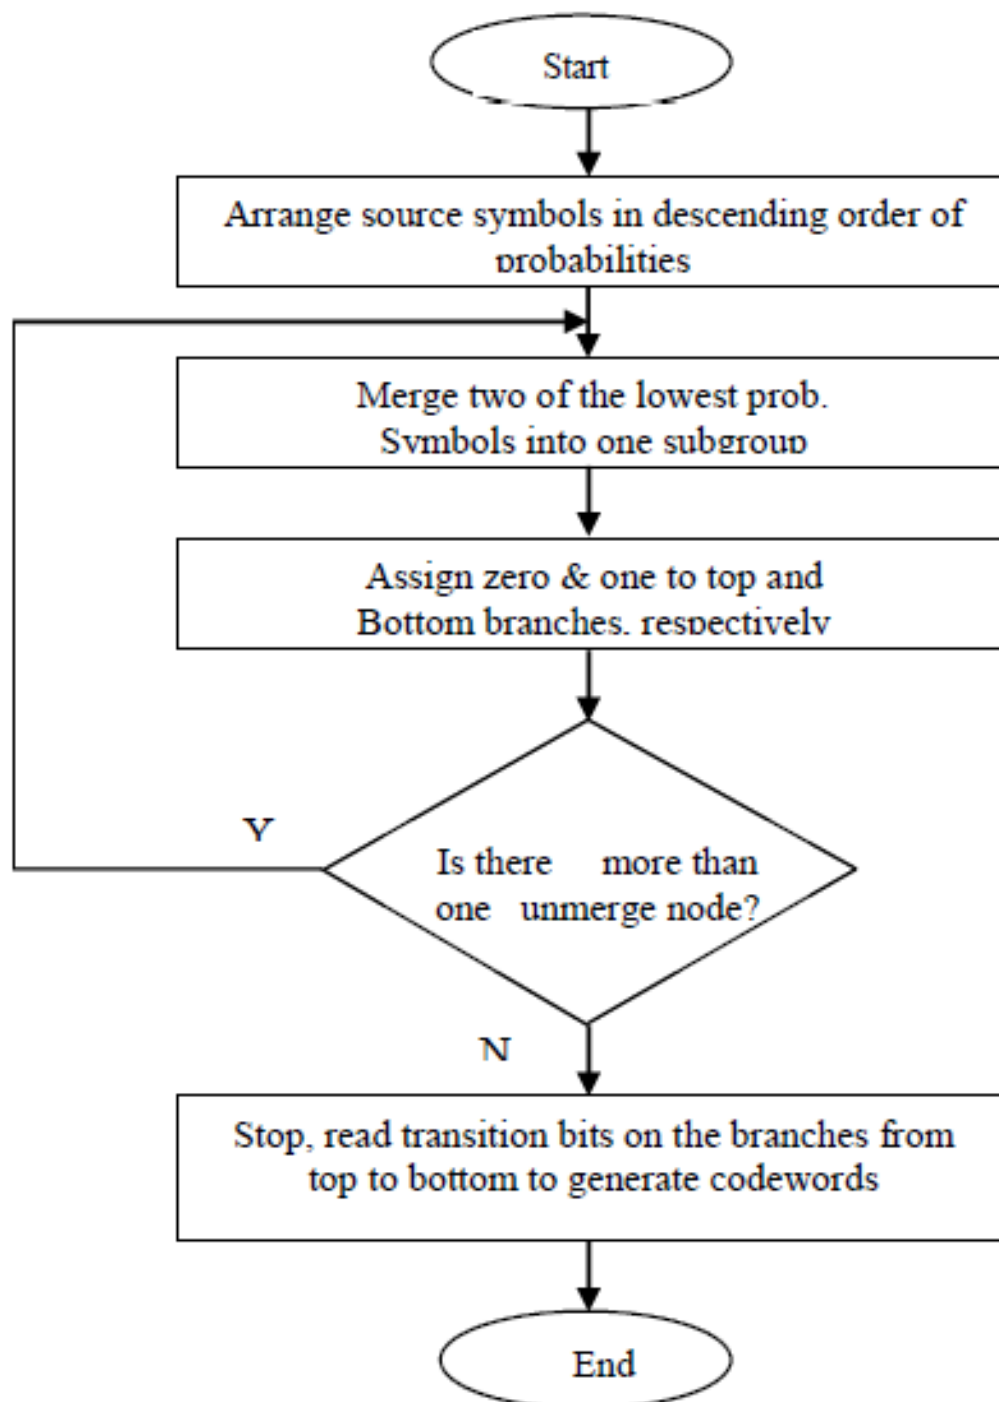 Start
Arrange source symbols in descending order of
probabilities
Merge two of the lowest prob.
Symbols into one subgroup
Assign zero & one to top and
Bottom branches, respectively
Y
Is there more than
one unmerge node?
N
Stop, read transition bits on the branches from
top to bottom to generate codewords
End